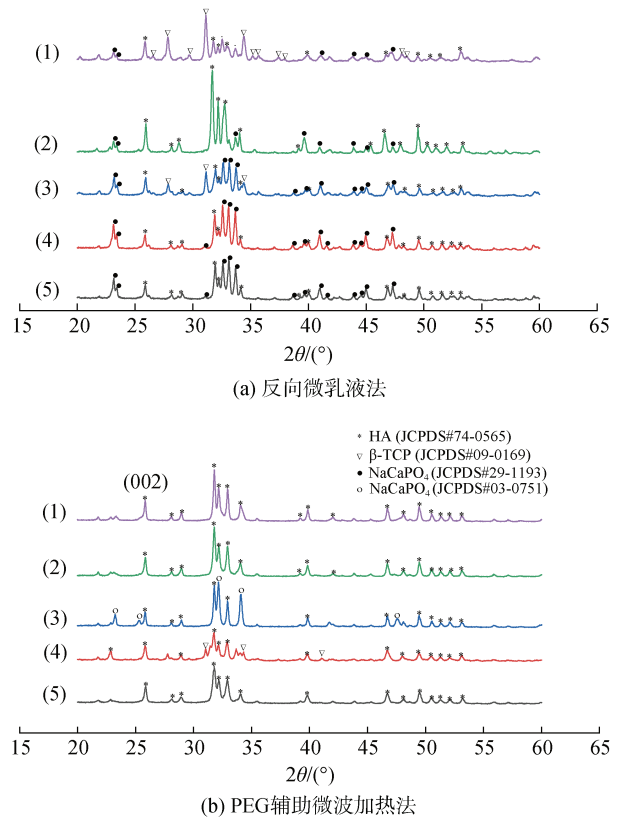 (1)
(2)
(3)
(4)
(5)
15 20 25 30 35 40 45 50 55 60 65
2θ/(°)
(a) 反向微乳液法
* HA (JCPDS#74-0565)
▽ β-TCP (JCPDS#09-0169)
● NaCaPO₄ (JCPDS#29-1193)
○ NaCaPO₄ (JCPDS#03-0751)
(002)
(1)
(2)
(3)
(4)
(5)
15 20 25 30 35 40 45 50 55 60 65
2θ/(°)
(b) PEG辅助微波加热法